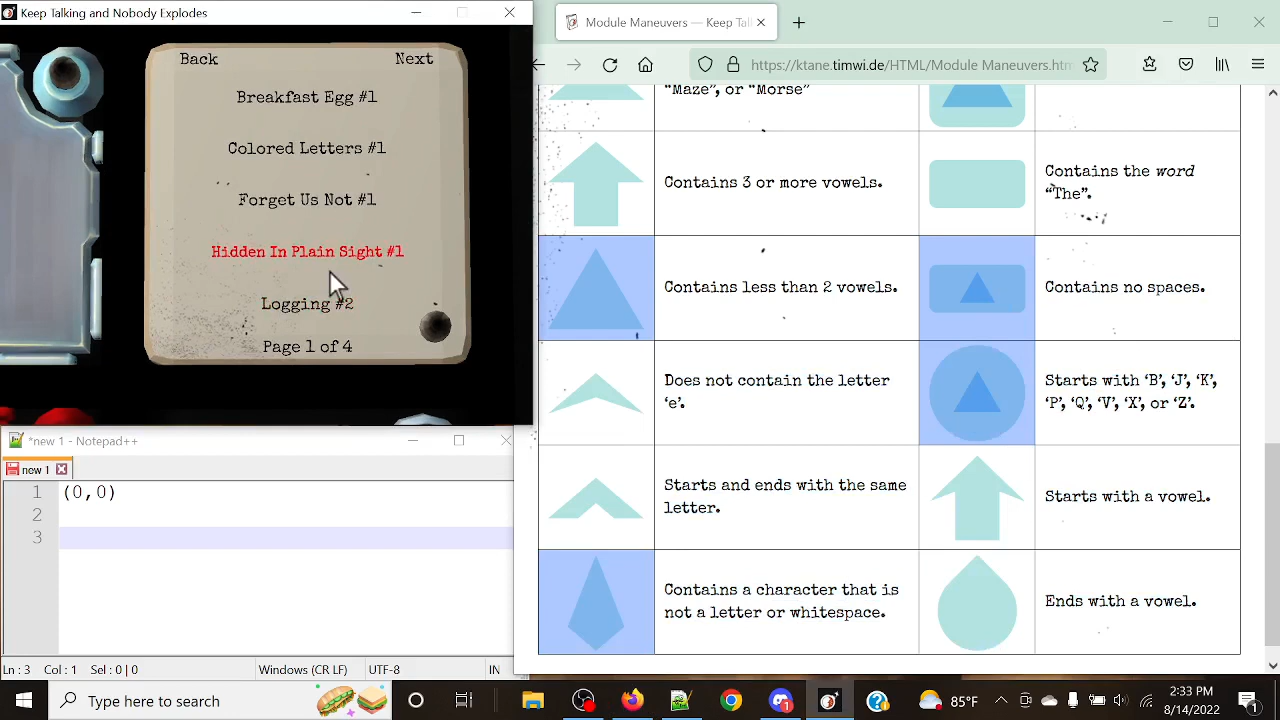 Keep Talking and Nobody Explodes
Back
Next
Breakfast Egg #1
Colored Letters #1
Forget Us Not #1
Hidden In Plain Sight #1
Logging #2
Page 1 of 4
*new 1 - Notepad++
new 1
1
(0,0)
2
3
Ln : 3
Col : 1
Sel : 0 | 0
Windows (CR LF)
UTF-8
IN
Module Maneuvers — Keep Tal
https://ktane.timwi.de/HTML/Module Maneuvers.htm
"Maze", or "Morse"
Contains 3 or more vowels.
Contains the word
"The".
Contains less than 2 vowels.
Contains no spaces.
Does not contain the letter
'e'.
Starts with 'B', 'J', 'K',
'P', 'Q', 'V', 'X', or 'Z'.
Starts and ends with the same
letter.
Starts with a vowel.
Contains a character that is
not a letter or whitespace.
Ends with a vowel.
Type here to search
1
85°F
2:33 PM
8/14/2022
1